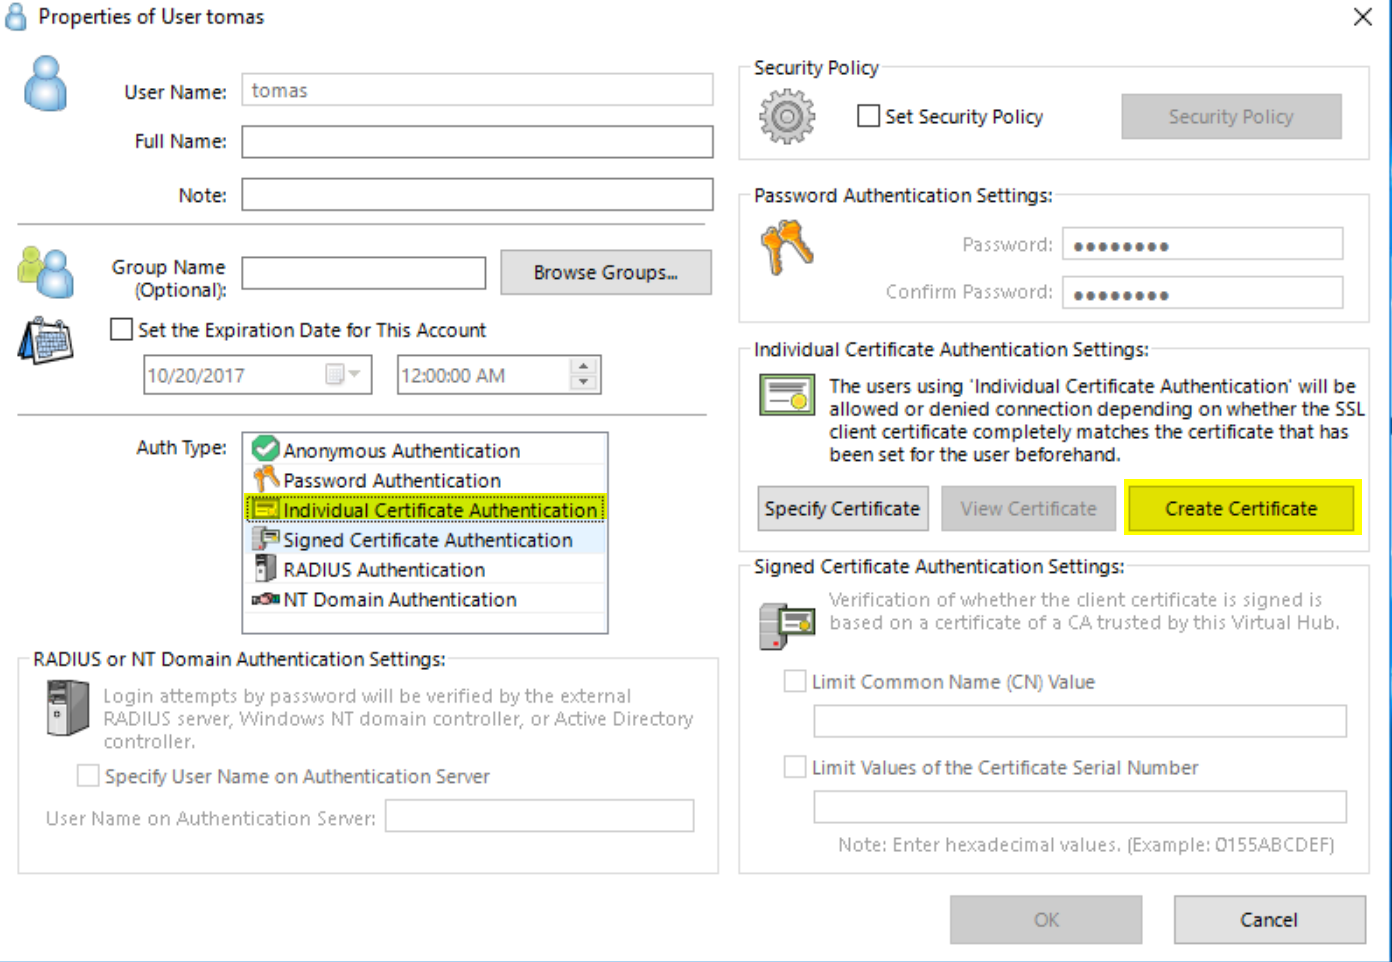 Properties of User tomas
User Name: tomas
Full Name:
Note:
Group Name
(Optional):
Browse Groups...
Set the Expiration Date for This Account
10/20/2017
12:00:00 AM
Auth Type:
Anonymous Authentication
Password Authentication
Individual Certificate Authentication
Signed Certificate Authentication
RADIUS Authentication
NT Domain Authentication
RADIUS or NT Domain Authentication Settings:
Login attempts by password will be verified by the external
RADIUS server, Windows NT domain controller, or Active Directory
controller.
Specify User Name on Authentication Server
User Name on Authentication Server:
Security Policy
Set Security Policy
Security Policy
Password Authentication Settings:
Password: ●●●●●●●●
Confirm Password: ●●●●●●●●
Individual Certificate Authentication Settings:
The users using 'Individual Certificate Authentication' will be
allowed or denied connection depending on whether the SSL
client certificate completely matches the certificate that has
been set for the user beforehand.
Specify Certificate
View Certificate
Create Certificate
Signed Certificate Authentication Settings:
Verification of whether the client certificate is signed is
based on a certificate of a CA trusted by this Virtual Hub.
Limit Common Name (CN) Value
Limit Values of the Certificate Serial Number
Note: Enter hexadecimal values. (Example: 0155ABCDEF)
OK
Cancel